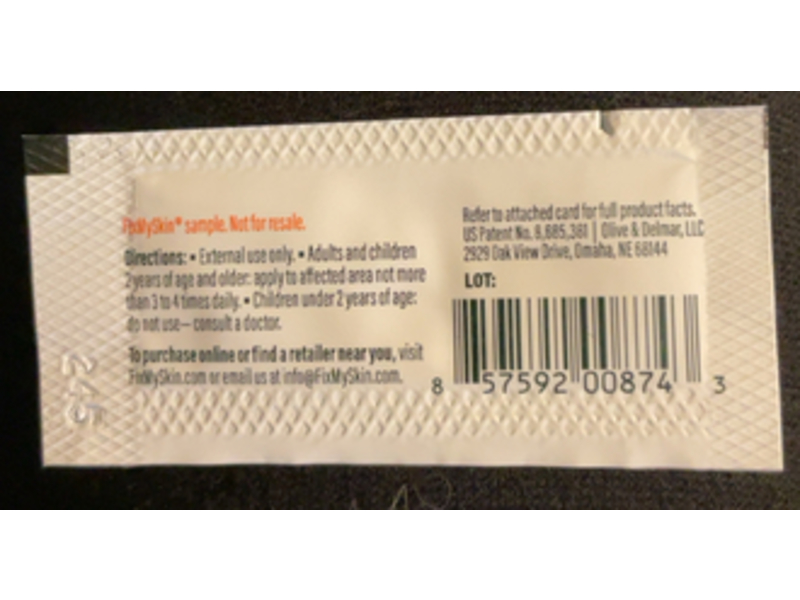 FixMySkin® sample. Not for resale.
Directions: • External use only. • Adults and children
2 years of age and older: apply to affected area not more
than 3 to 4 times daily. • Children under 2 years of age:
do not use– consult a doctor.
To purchase online or find a retailer near you, visit
FixMySkin.com or email us at info@FixMySkin.com.
Refer to attached card for full product facts.
US Patent No. 8,685,381 | Olive & Delmar, LLC
2929 Oak View Drive, Omaha, NE 68144
LOT:
8 57592 00874 3